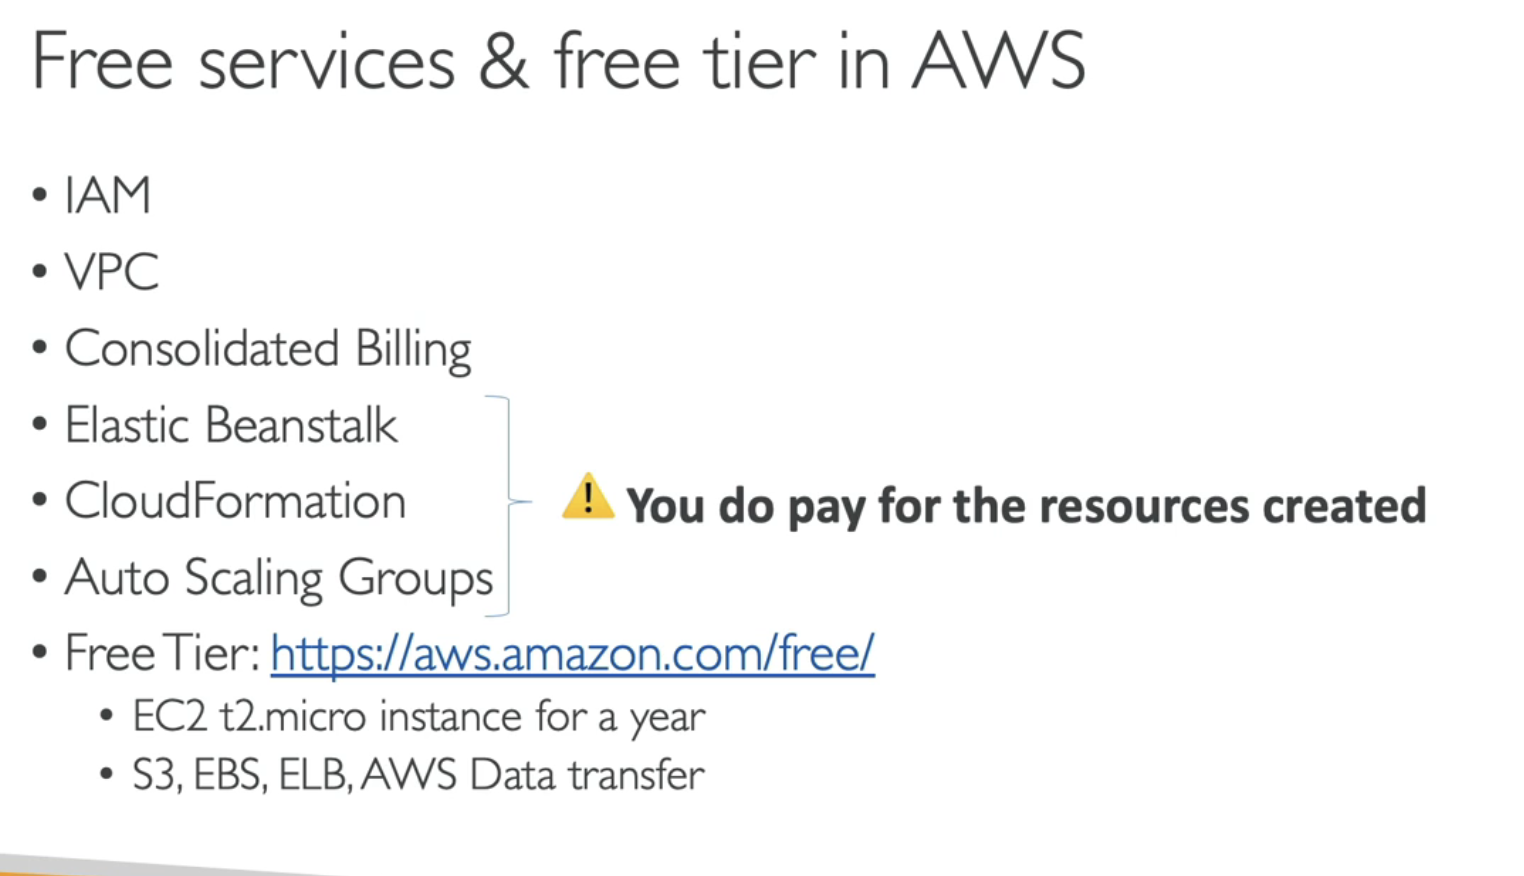 Free services & free tier in AWS
• IAM
• VPC
• Consolidated Billing
• Elastic Beanstalk
• CloudFormation
• Auto Scaling Groups
⚠ You do pay for the resources created
• Free Tier: https://aws.amazon.com/free/
• EC2 t2.micro instance for a year
• S3, EBS, ELB, AWS Data transfer